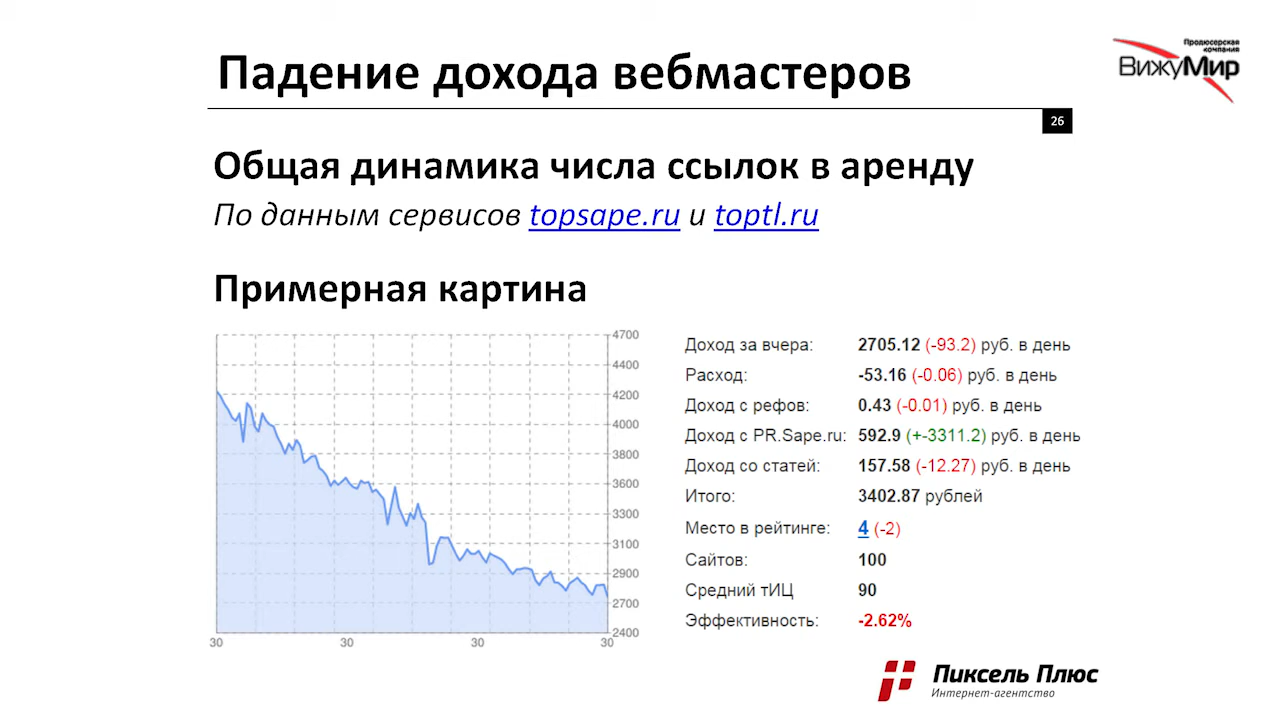 Падение дохода вебмастеров
Продюсерская
компания
ВижуМир
26
Общая динамика числа ссылок в аренду
По данным сервисов topsape.ru и toptl.ru
Примерная картина
4700
4400
4200
4000
3800
3600
3300
3100
2900
2700
2400
30 30 30 30
Доход за вчера: 2705.12 (-93.2) руб. в день
Расход: -53.16 (-0.06) руб. в день
Доход с рефов: 0.43 (-0.01) руб. в день
Доход с PR.Sape.ru: 592.9 (+-3311.2) руб. в день
Доход со статей: 157.58 (-12.27) руб. в день
Итого: 3402.87 рублей
Место в рейтинге: 4 (-2)
Сайтов: 100
Средний тИЦ 90
Эффективность: -2.62%
Пиксель Плюс
Интернет-агентство